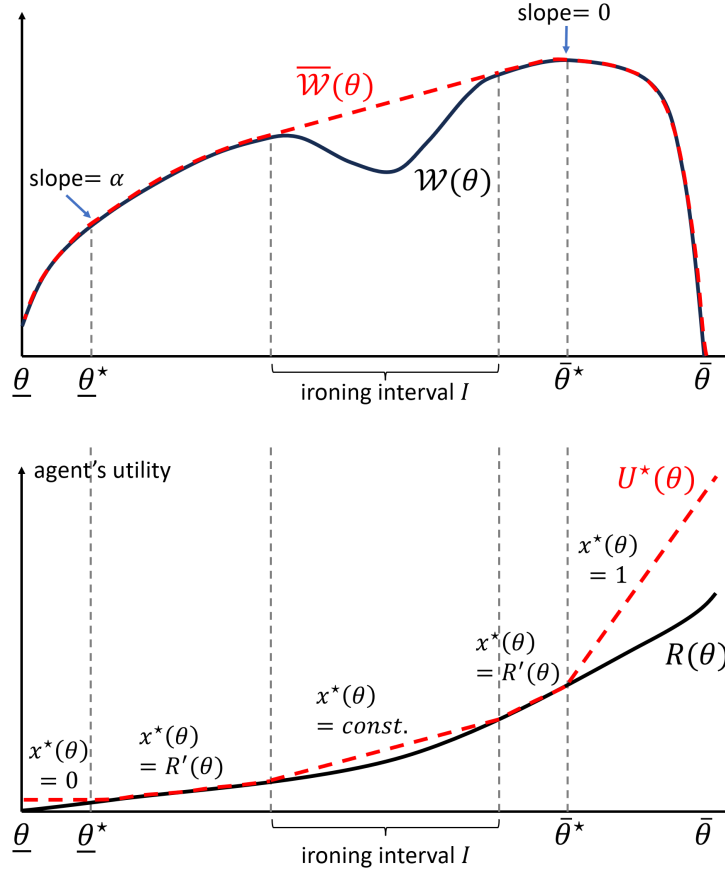 slope= 0
𝒲̅(θ)
slope= α
𝒲(θ)
θ̲ θ̲⋆ θ̄⋆ θ̄
ironing interval I
agent's utility
U⋆(θ)
x⋆(θ)
= 1
x⋆(θ)
= R′(θ)
R(θ)
x⋆(θ)
= const.
x⋆(θ)
= 0
x⋆(θ)
= R′(θ)
θ̲ θ̲⋆ θ̄⋆ θ̄
ironing interval I